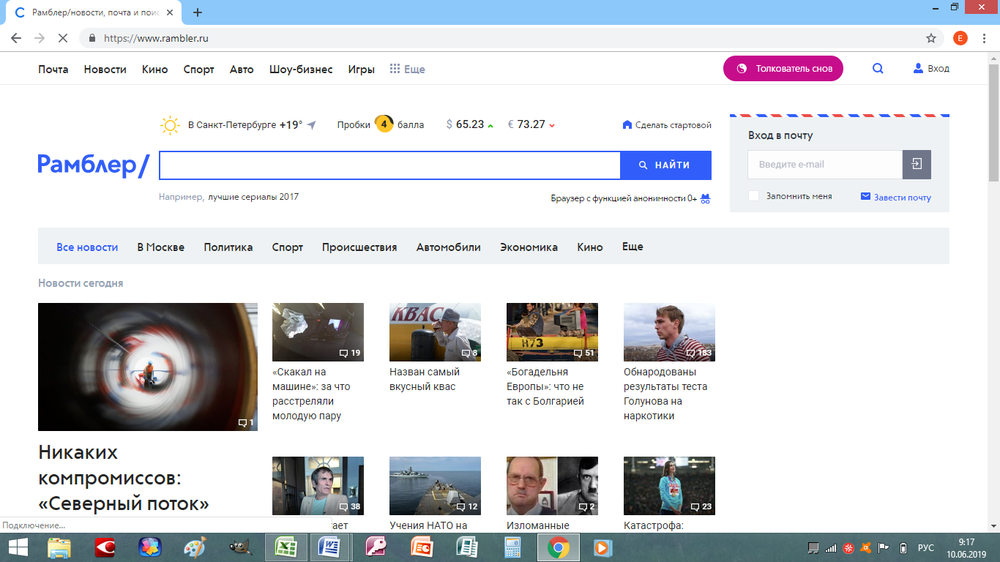 Рамблер/новости, почта и поис
https://www.rambler.ru
E
Почта Новости Кино Спорт Авто Шоу-бизнес Игры Еще
Толкователь снов
Вход
В Санкт-Петербурге +19° Пробки 4 балла $ 65.23 € 73.27 Сделать стартовой
Рамблер/
НАЙТИ
Например, лучшие сериалы 2017
Браузер с функцией анонимности 0+
Вход в почту
Введите e-mail
Запомнить меня Завести почту
Все новости В Москве Политика Спорт Происшествия Автомобили Экономика Кино Еще
Новости сегодня
1
Никаких
компромиссов:
«Северный поток»
19
«Скакал на
машине»: за что
расстреляли
молодую пару
КВАС
8
Назван самый
вкусный квас
Н73
51
«Богадельня
Европы»: что не
так с Болгарией
183
Обнародованы
результаты теста
Голунова на
наркотики
38
гает
12
Учения НАТО на
2
Изломанные
23
Катастрофа:
Подключение...
РУС
9:17
10.06.2019